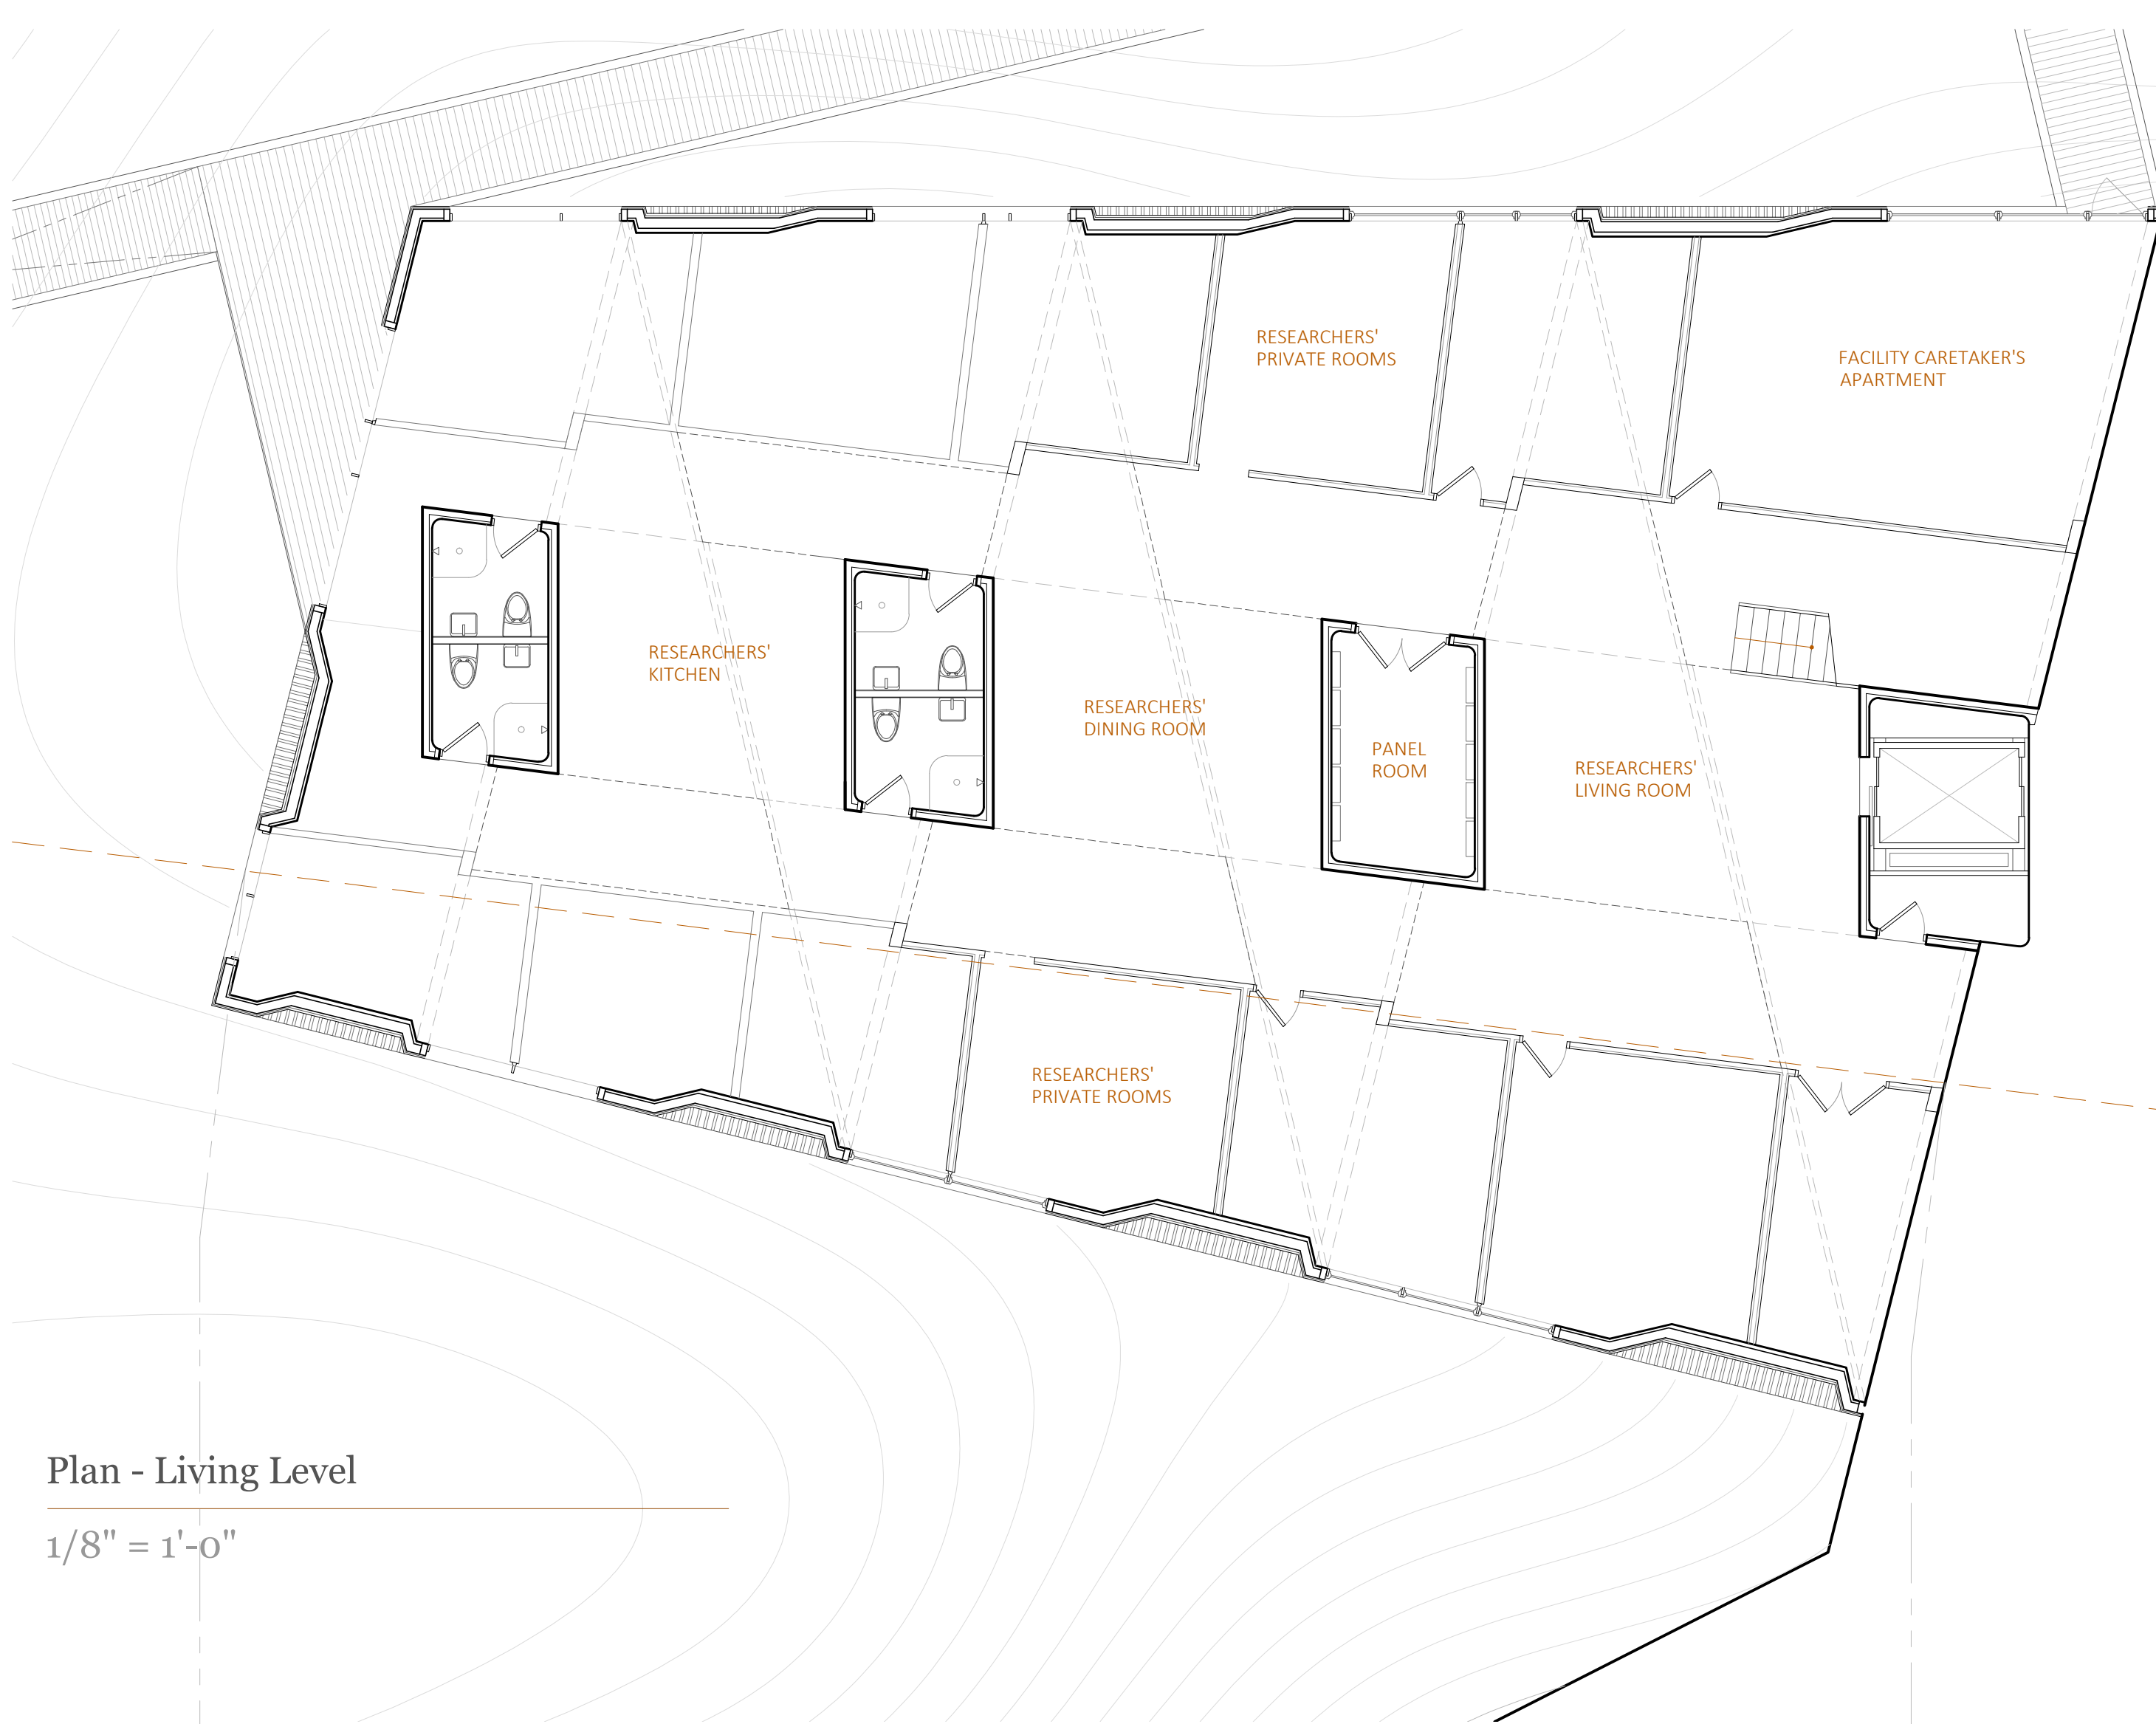 RESEARCHERS'
PRIVATE ROOMS
FACILITY CARETAKER'S
APARTMENT
RESEARCHERS'
KITCHEN
RESEARCHERS'
DINING ROOM
PANEL
ROOM
RESEARCHERS'
LIVING ROOM
RESEARCHERS'
PRIVATE ROOMS
Plan - Living Level
1/8" = 1'-0"